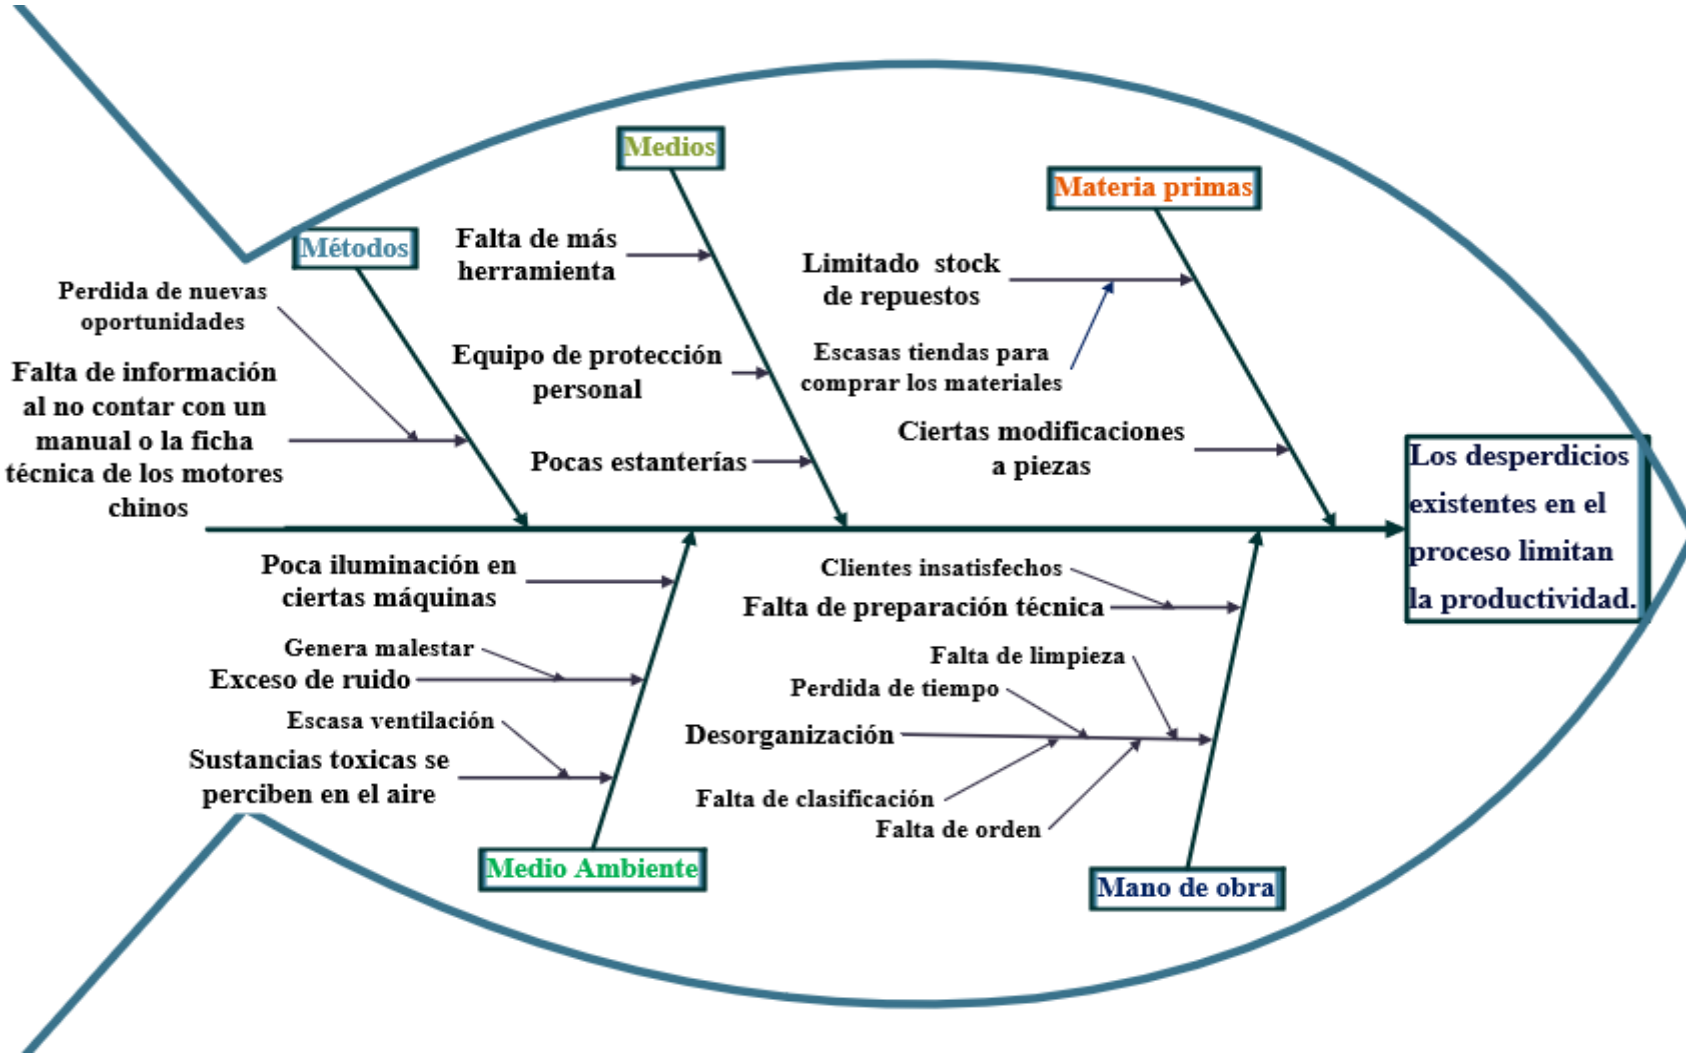 Medios
Materia primas
Métodos
Falta de más
herramienta
Limitado stock
de repuestos
Perdida de nuevas
oportunidades
Equipo de protección
personal
Escasas tiendas para
comprar los materiales
Falta de información
al no contar con un
manual o la ficha
técnica de los motores
chinos
Pocas estanterías
Ciertas modificaciones
a piezas
Los desperdicios
existentes en el
proceso limitan
la productividad.
Poca iluminación en
ciertas máquinas
Genera malestar
Exceso de ruido
Escasa ventilación
Sustancias toxicas se
perciben en el aire
Medio Ambiente
Clientes insatisfechos
Falta de preparación técnica
Falta de limpieza
Perdida de tiempo
Desorganización
Falta de clasificación
Falta de orden
Mano de obra